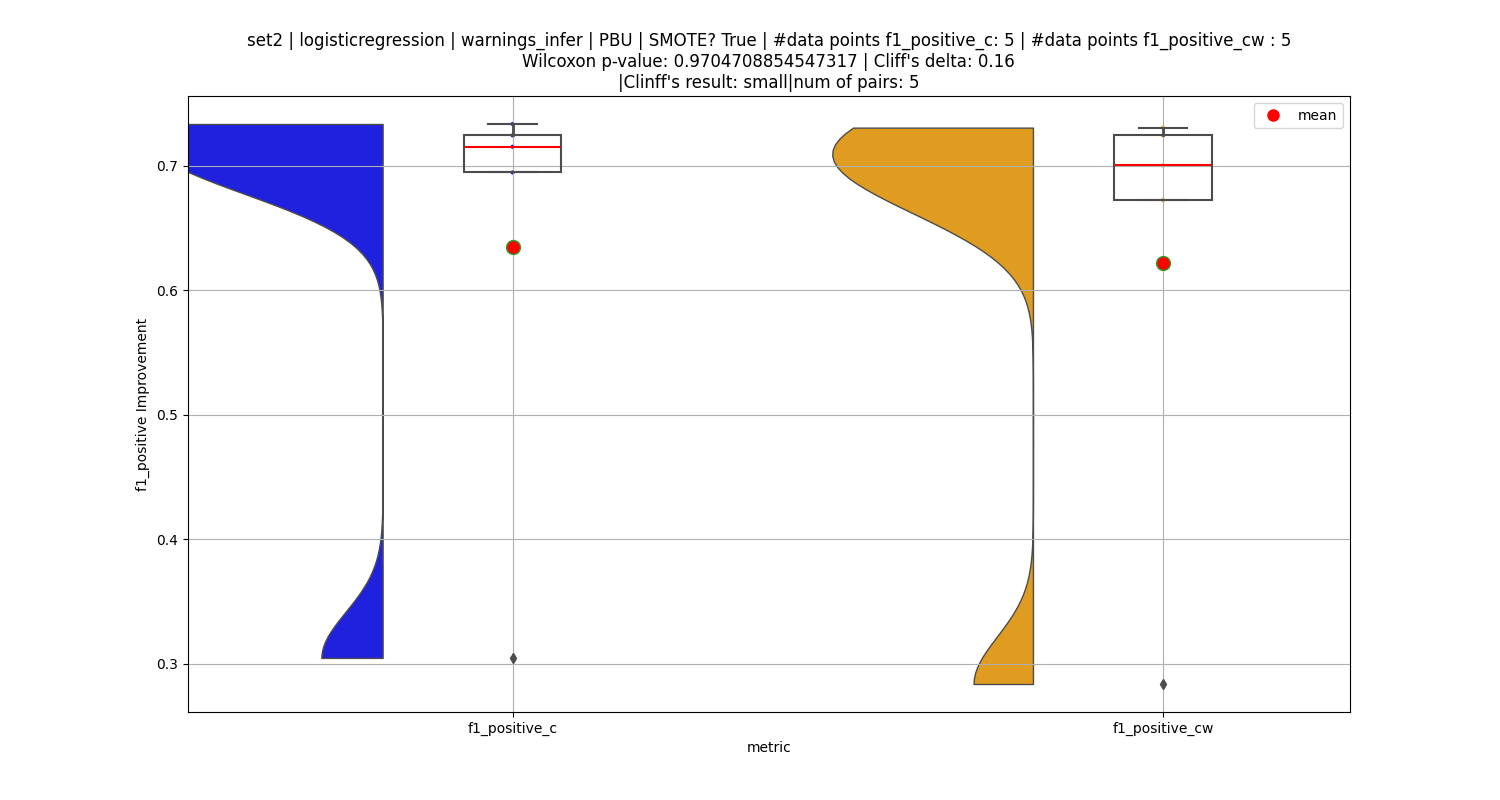 set2 | logisticregression | warnings_infer | PBU | SMOTE? True | #data points f1_positive_c: 5 | #data points f1_positive_cw : 5
Wilcoxon p-value: 0.9704708854547317 | Cliff's delta: 0.16
|Clinff's result: small|num of pairs: 5
mean
0.7
0.6
0.5
0.4
0.3
f1_positive Improvement
f1_positive_c
f1_positive_cw
metric